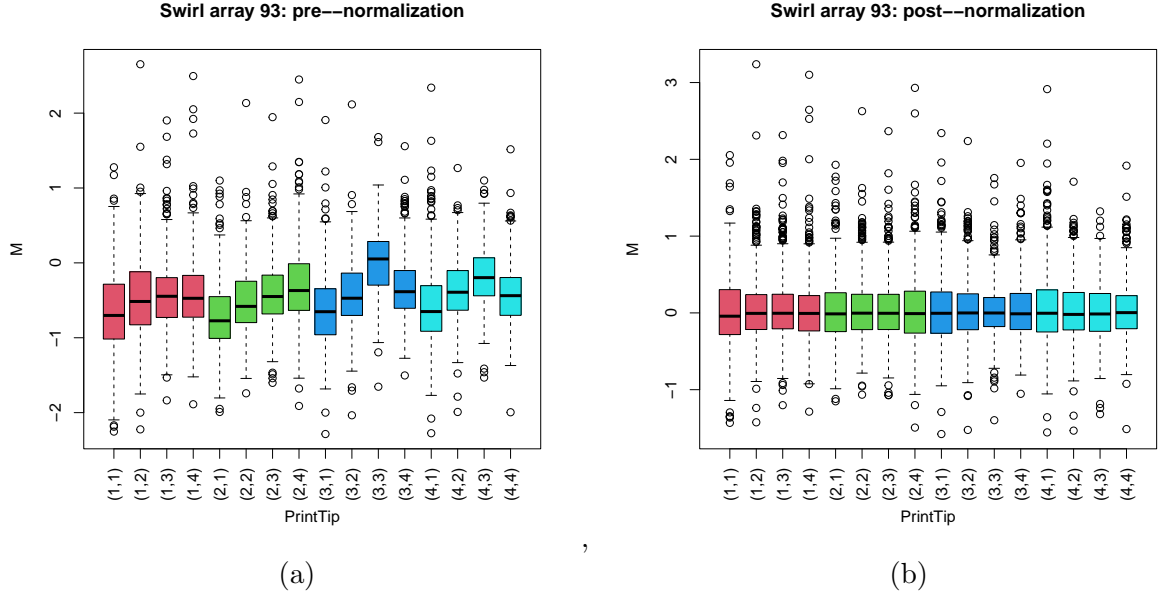 Swirl array 93: pre−−normalization
M
2
1
0
−1
−2
(1,1) (1,2) (1,3) (1,4) (2,1) (2,2) (2,3) (2,4) (3,1) (3,2) (3,3) (3,4) (4,1) (4,2) (4,3) (4,4)
PrintTip
(a)
,
Swirl array 93: post−−normalization
M
3
2
1
0
−1
(1,1) (1,2) (1,3) (1,4) (2,1) (2,2) (2,3) (2,4) (3,1) (3,2) (3,3) (3,4) (4,1) (4,2) (4,3) (4,4)
PrintTip
(b)